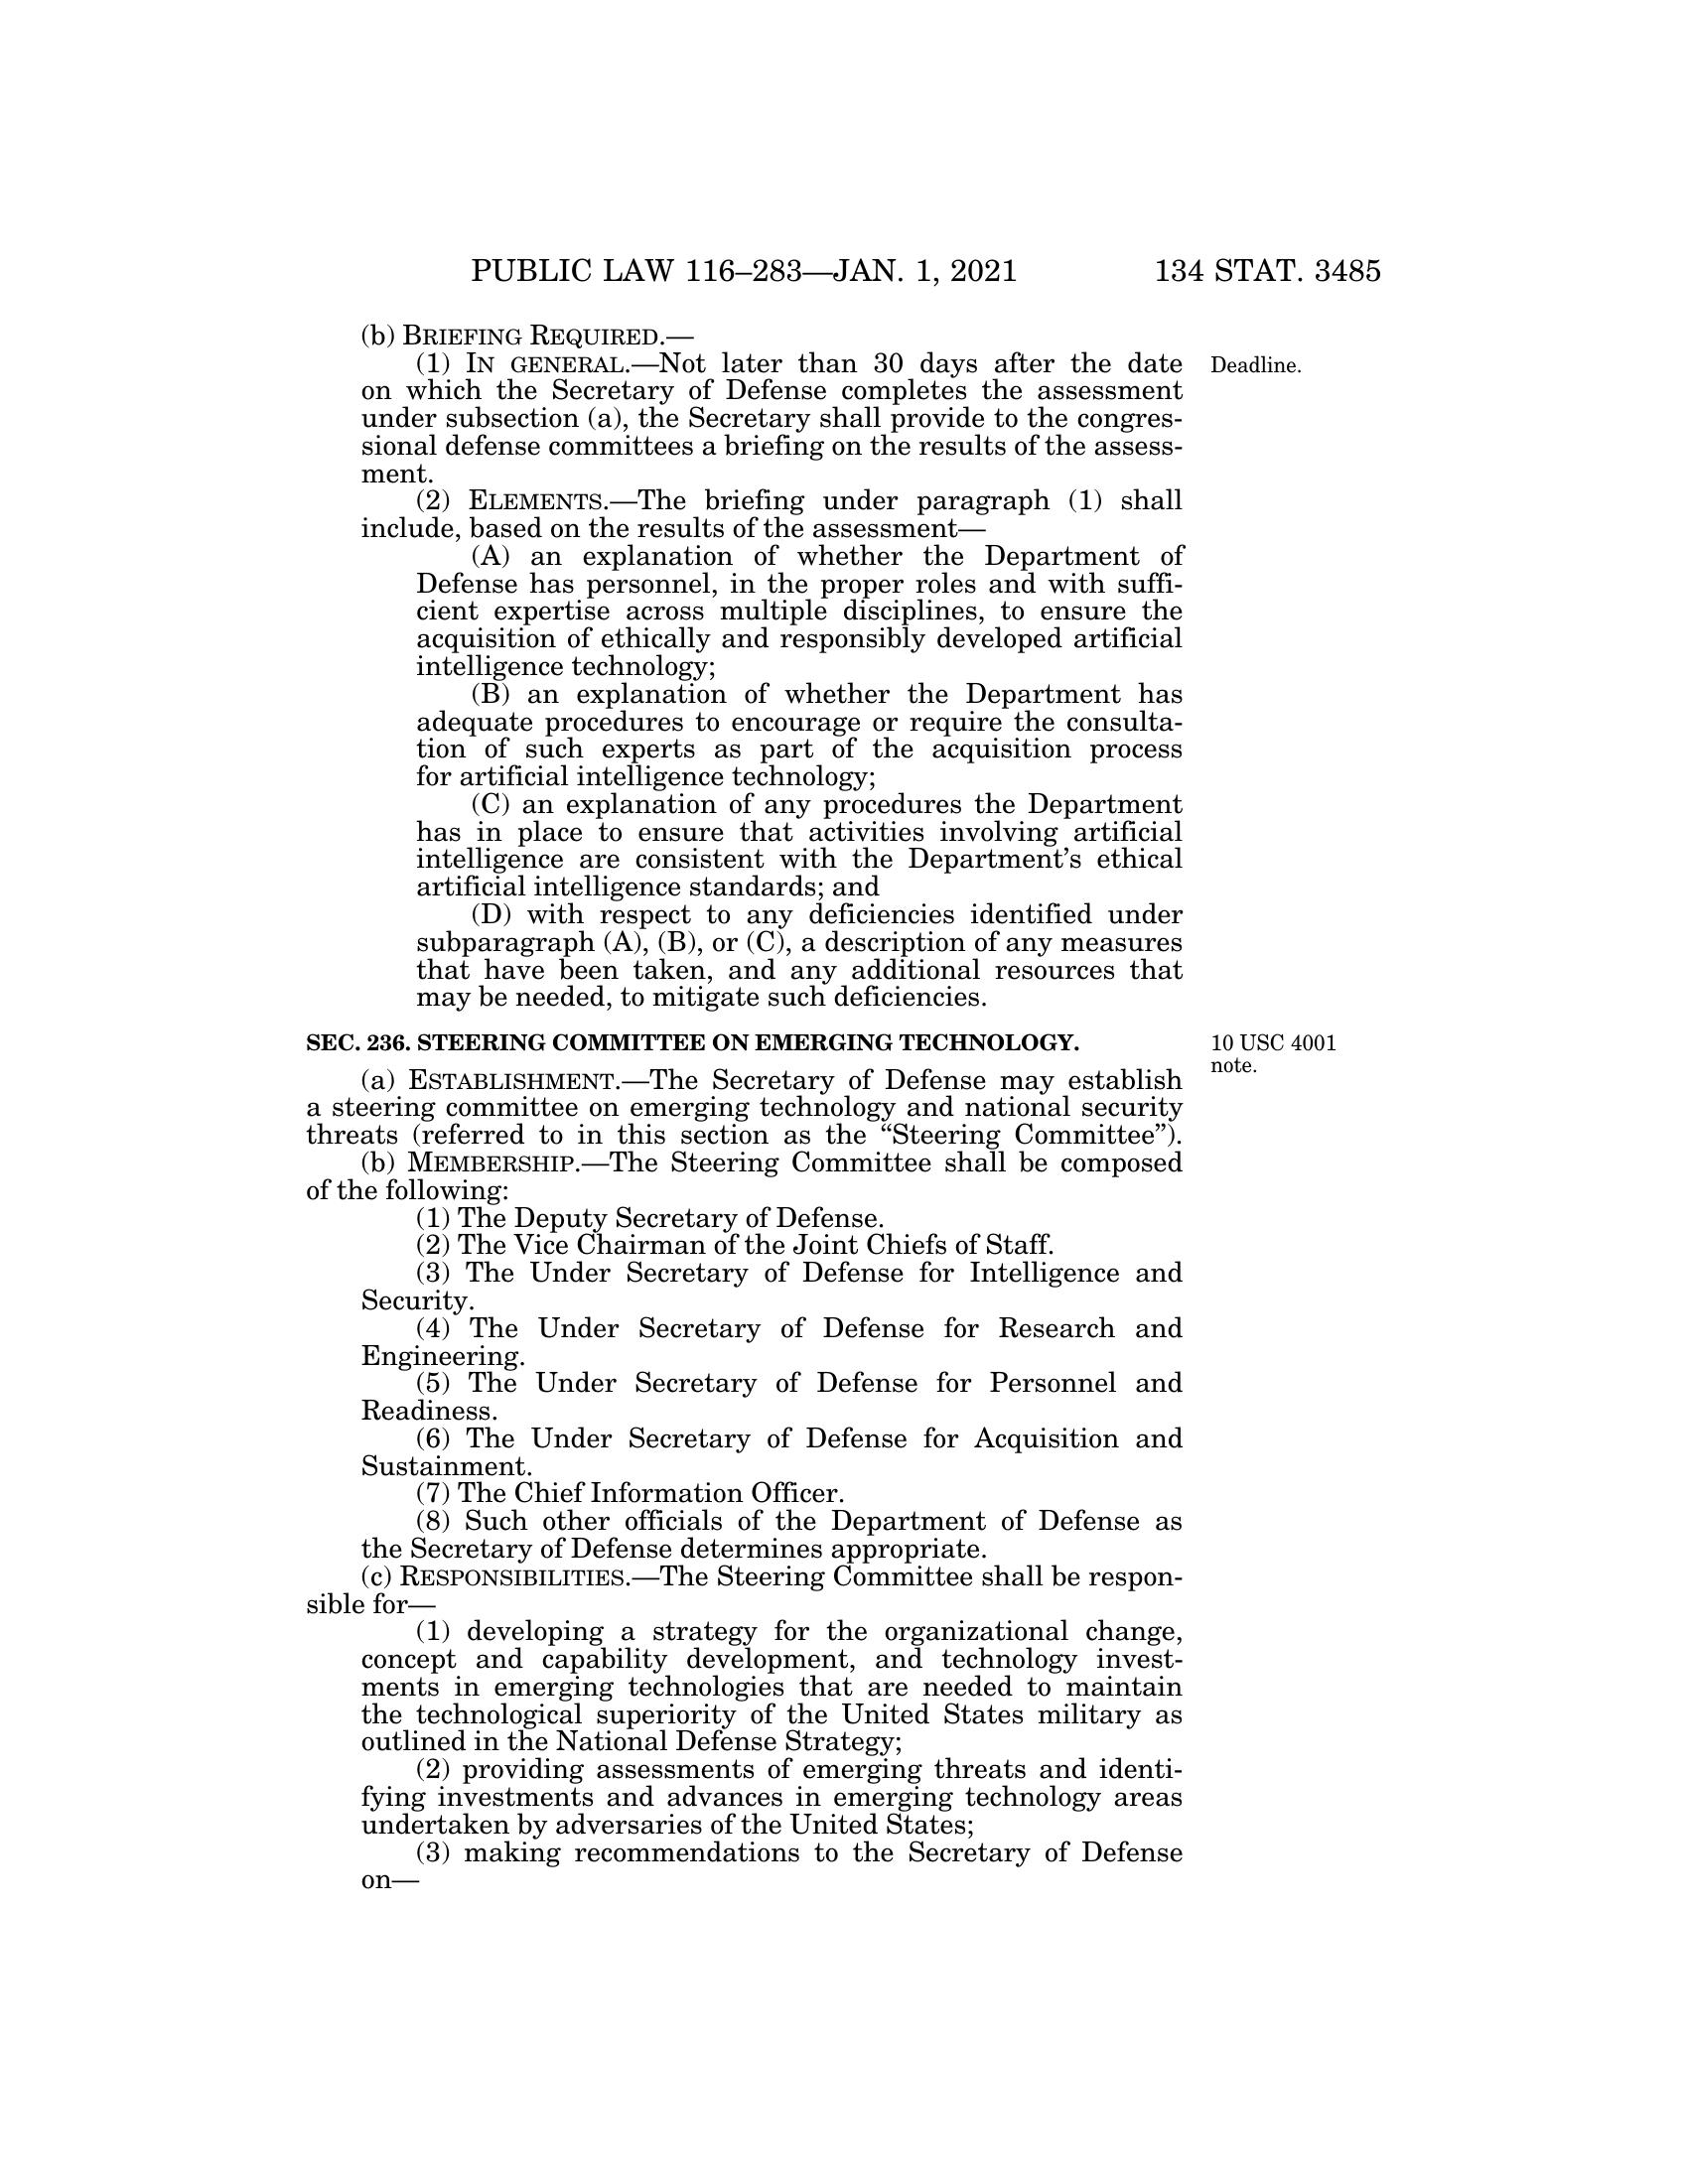 PUBLIC LAW 116–283—JAN. 1, 2021 134 STAT. 3485
(b) BRIEFING REQUIRED.—
(1) IN GENERAL.—Not later than 30 days after the date
Deadline.
on which the Secretary of Defense completes the assessment
under subsection (a), the Secretary shall provide to the congres-
sional defense committees a briefing on the results of the assess-
ment.
(2) ELEMENTS.—The briefing under paragraph (1) shall
include, based on the results of the assessment—
(A) an explanation of whether the Department of
Defense has personnel, in the proper roles and with suffi-
cient expertise across multiple disciplines, to ensure the
acquisition of ethically and responsibly developed artificial
intelligence technology;
(B) an explanation of whether the Department has
adequate procedures to encourage or require the consulta-
tion of such experts as part of the acquisition process
for artificial intelligence technology;
(C) an explanation of any procedures the Department
has in place to ensure that activities involving artificial
intelligence are consistent with the Department's ethical
artificial intelligence standards; and
(D) with respect to any deficiencies identified under
subparagraph (A), (B), or (C), a description of any measures
that have been taken, and any additional resources that
may be needed, to mitigate such deficiencies.
SEC. 236. STEERING COMMITTEE ON EMERGING TECHNOLOGY.
10 USC 4001
note.
(a) ESTABLISHMENT.—The Secretary of Defense may establish
a steering committee on emerging technology and national security
threats (referred to in this section as the “Steering Committee”).
(b) MEMBERSHIP.—The Steering Committee shall be composed
of the following:
(1) The Deputy Secretary of Defense.
(2) The Vice Chairman of the Joint Chiefs of Staff.
(3) The Under Secretary of Defense for Intelligence and
Security.
(4) The Under Secretary of Defense for Research and
Engineering.
(5) The Under Secretary of Defense for Personnel and
Readiness.
(6) The Under Secretary of Defense for Acquisition and
Sustainment.
(7) The Chief Information Officer.
(8) Such other officials of the Department of Defense as
the Secretary of Defense determines appropriate.
(c) RESPONSIBILITIES.—The Steering Committee shall be respon-
sible for—
(1) developing a strategy for the organizational change,
concept and capability development, and technology invest-
ments in emerging technologies that are needed to maintain
the technological superiority of the United States military as
outlined in the National Defense Strategy;
(2) providing assessments of emerging threats and identi-
fying investments and advances in emerging technology areas
undertaken by adversaries of the United States;
(3) making recommendations to the Secretary of Defense
on—